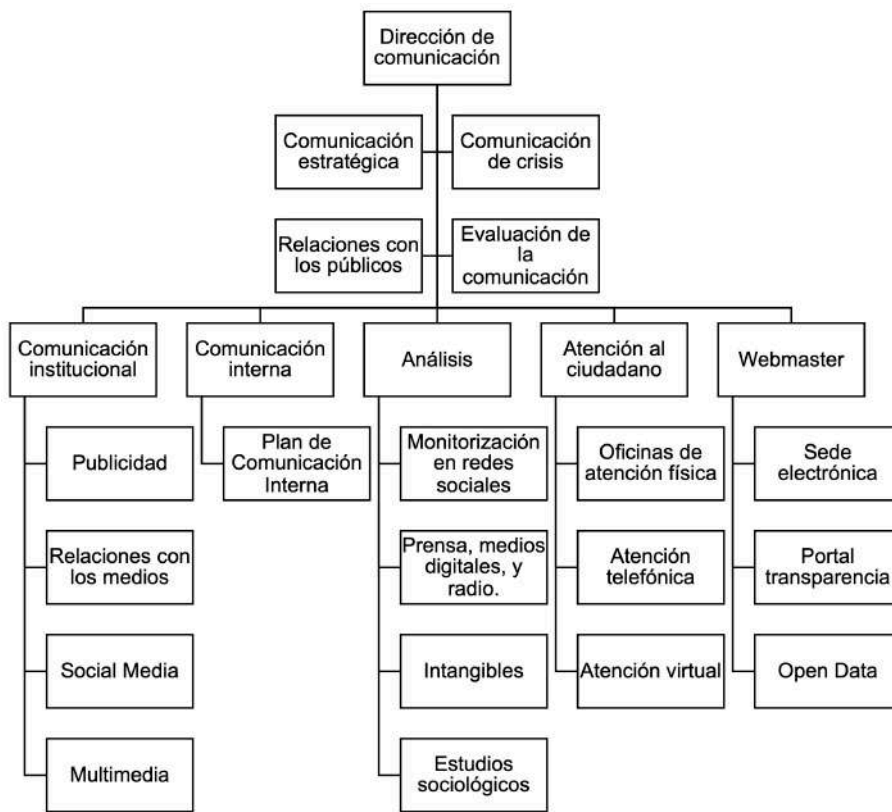 Dirección de
comunicación
Comunicación
estratégica
Comunicación
de crisis
Relaciones con
los públicos
Evaluación de
la
comunicación
Comunicación
institucional
Comunicación
interna
Análisis
Atención al
ciudadano
Webmaster
Publicidad
Plan de
Comunicación
Interna
Monitorización
en redes
sociales
Oficinas de
atención física
Sede
electrónica
Relaciones con
los medios
Prensa, medios
digitales, y
radio.
Atención
telefónica
Portal
transparencia
Social Media
Intangibles
Atención virtual
Open Data
Multimedia
Estudios
sociológicos